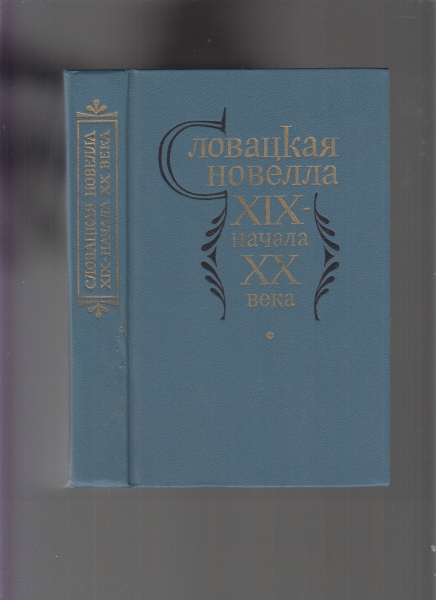 СЛОВАЦКАЯ НОВЕЛЛА
XIX-НАЧАЛА XX ВЕКА
Словацкая
новелла
XIX-
начала
XX
века